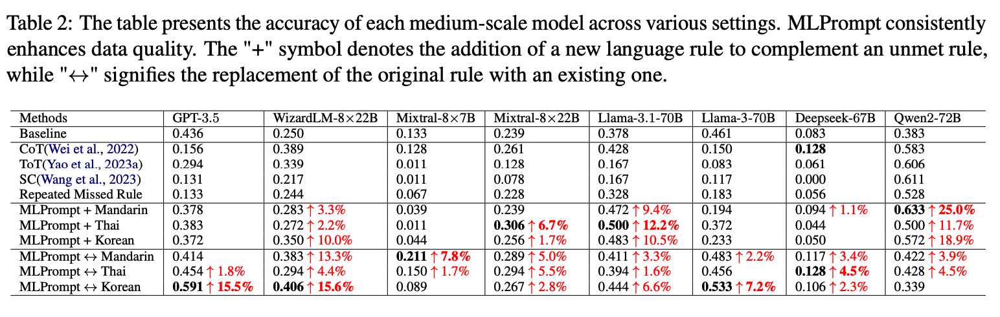 Table 2: The table presents the accuracy of each medium-scale model across various settings. MLPrompt consistently
enhances data quality. The "+" symbol denotes the addition of a new language rule to complement an unmet rule,
while "↔" signifies the replacement of the original rule with an existing one.
Methods GPT-3.5 WizardLM-8×22B Mixtral-8×7B Mixtral-8×22B Llama-3.1-70B Llama-3-70B Deepseek-67B Qwen2-72B
Baseline 0.436 0.250 0.133 0.239 0.378 0.461 0.083 0.383
CoT(Wei et al., 2022) 0.156 0.389 0.128 0.261 0.428 0.150 0.128 0.583
ToT(Yao et al., 2023a) 0.294 0.339 0.011 0.128 0.167 0.083 0.061 0.606
SC(Wang et al., 2023) 0.131 0.217 0.011 0.078 0.167 0.117 0.000 0.611
Repeated Missed Rule 0.133 0.244 0.067 0.228 0.328 0.183 0.056 0.528
MLPrompt + Mandarin 0.378 0.283 ↑ 3.3% 0.039 0.239 0.472 ↑ 9.4% 0.194 0.094 ↑ 1.1% 0.633 ↑ 25.0%
MLPrompt + Thai 0.383 0.272 ↑ 2.2% 0.011 0.306 ↑ 6.7% 0.500 ↑ 12.2% 0.372 0.044 0.500 ↑ 11.7%
MLPrompt + Korean 0.372 0.350 ↑ 10.0% 0.044 0.256 ↑ 1.7% 0.483 ↑ 10.5% 0.233 0.050 0.572 ↑ 18.9%
MLPrompt ↔ Mandarin 0.414 0.383 ↑ 13.3% 0.211 ↑ 7.8% 0.289 ↑ 5.0% 0.411 ↑ 3.3% 0.483 ↑ 2.2% 0.117 ↑ 3.4% 0.422 ↑ 3.9%
MLPrompt ↔ Thai 0.454 ↑ 1.8% 0.294 ↑ 4.4% 0.150 ↑ 1.7% 0.294 ↑ 5.5% 0.394 ↑ 1.6% 0.456 0.128 ↑ 4.5% 0.428 ↑ 4.5%
MLPrompt ↔ Korean 0.591 ↑ 15.5% 0.406 ↑ 15.6% 0.089 0.267 ↑ 2.8% 0.444 ↑ 6.6% 0.533 ↑ 7.2% 0.106 ↑ 2.3% 0.339